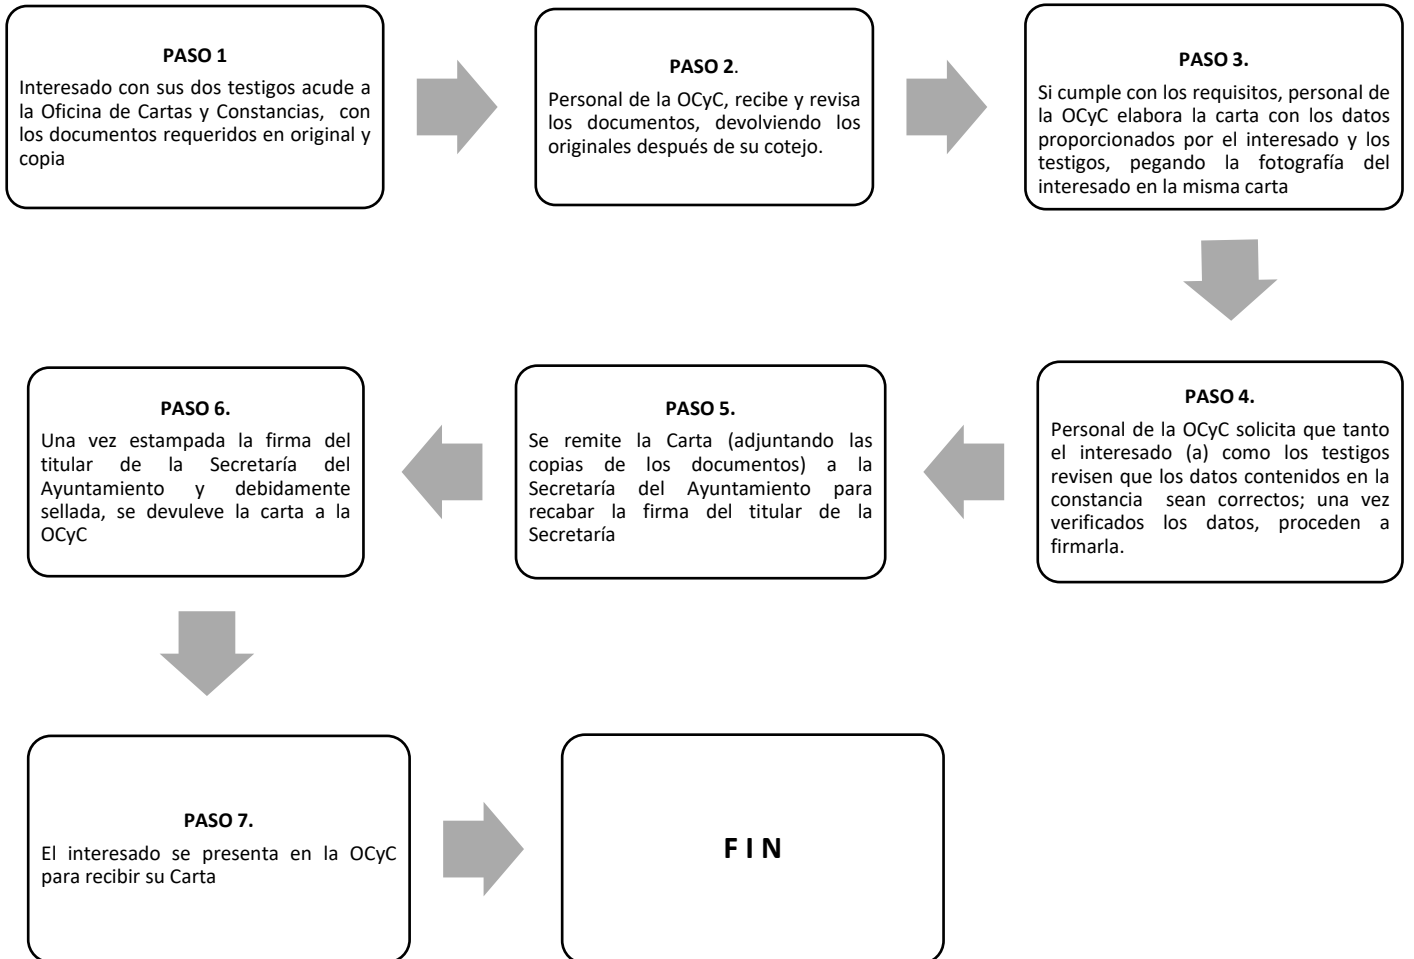 PASO 1
Interesado con sus dos testigos acude a
la Oficina de Cartas y Constancias, con
los documentos requeridos en original y
copia
PASO 2.
Personal de la OCyC, recibe y revisa
los documentos, devolviendo los
originales después de su cotejo.
PASO 3.
Si cumple con los requisitos, personal de
la OCyC elabora la carta con los datos
proporcionados por el interesado y los
testigos, pegando la fotografía del
interesado en la misma carta
PASO 4.
Personal de la OCyC solicita que tanto
el interesado (a) como los testigos
revisen que los datos contenidos en la
constancia sean correctos; una vez
verificados los datos, proceden a
firmarla.
PASO 5.
Se remite la Carta (adjuntando las
copias de los documentos) a la
Secretaría del Ayuntamiento para
recabar la firma del titular de la
Secretaría
PASO 6.
Una vez estampada la firma del
titular de la Secretaría del
Ayuntamiento y debidamente
sellada, se devuleve la carta a la
OCyC
PASO 7.
El interesado se presenta en la OCyC
para recibir su Carta
F I N